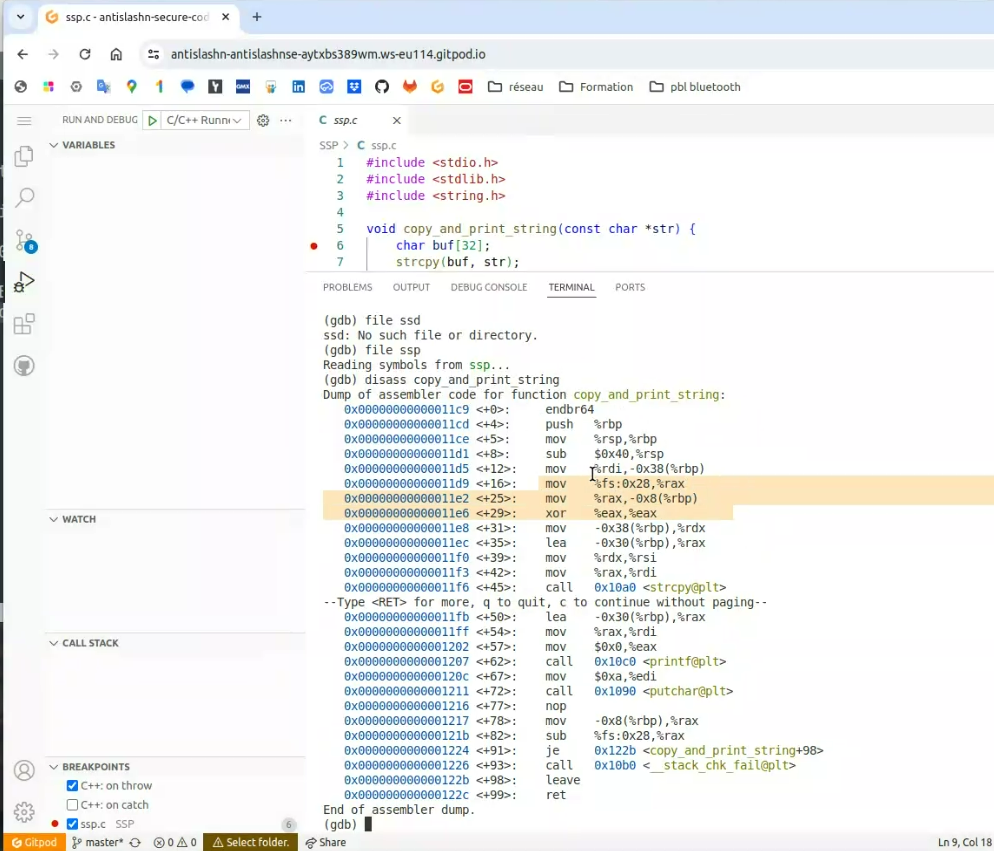 ssp.c - antislashn-secure-cod
antislashn-antislashnse-aytxbs389wm.ws-eu114.gitpod.io
réseau Formation pbl bluetooth
RUN AND DEBUG C/C++ Runne
VARIABLES
WATCH
CALL STACK
BREAKPOINTS
C++: on throw
C++: on catch
ssp.c SSP 6
8
C ssp.c
SSP > C ssp.c
1 #include <stdio.h>
2 #include <stdlib.h>
3 #include <string.h>
4
5 void copy_and_print_string(const char *str) {
6 char buf[32];
7 strcpy(buf, str);
PROBLEMS OUTPUT DEBUG CONSOLE TERMINAL PORTS
(gdb) file ssd
ssd: No such file or directory.
(gdb) file ssp
Reading symbols from ssp...
(gdb) disass copy_and_print_string
Dump of assembler code for function copy_and_print_string:
0x00000000000011c9 <+0>: endbr64
0x00000000000011cd <+4>: push %rbp
0x00000000000011ce <+5>: mov %rsp,%rbp
0x00000000000011d1 <+8>: sub $0x40,%rsp
0x00000000000011d5 <+12>: mov %rdi,-0x38(%rbp)
0x00000000000011d9 <+16>: mov %fs:0x28,%rax
0x00000000000011e2 <+25>: mov %rax,-0x8(%rbp)
0x00000000000011e6 <+29>: xor %eax,%eax
0x00000000000011e8 <+31>: mov -0x38(%rbp),%rdx
0x00000000000011ec <+35>: lea -0x30(%rbp),%rax
0x00000000000011f0 <+39>: mov %rdx,%rsi
0x00000000000011f3 <+42>: mov %rax,%rdi
0x00000000000011f6 <+45>: call 0x10a0 <strcpy@plt>
--Type <RET> for more, q to quit, c to continue without paging--
0x00000000000011fb <+50>: lea -0x30(%rbp),%rax
0x00000000000011ff <+54>: mov %rax,%rdi
0x0000000000001202 <+57>: mov $0x0,%eax
0x0000000000001207 <+62>: call 0x10c0 <printf@plt>
0x000000000000120c <+67>: mov $0xa,%edi
0x0000000000001211 <+72>: call 0x1090 <putchar@plt>
0x0000000000001216 <+77>: nop
0x0000000000001217 <+78>: mov -0x8(%rbp),%rax
0x000000000000121b <+82>: sub %fs:0x28,%rax
0x0000000000001224 <+91>: je 0x122b <copy_and_print_string+98>
0x0000000000001226 <+93>: call 0x10b0 <__stack_chk_fail@plt>
0x000000000000122b <+98>: leave
0x000000000000122c <+99>: ret
End of assembler dump.
(gdb)
Gitpod master* 0 0 Select folder. Share Ln 9, Col 18